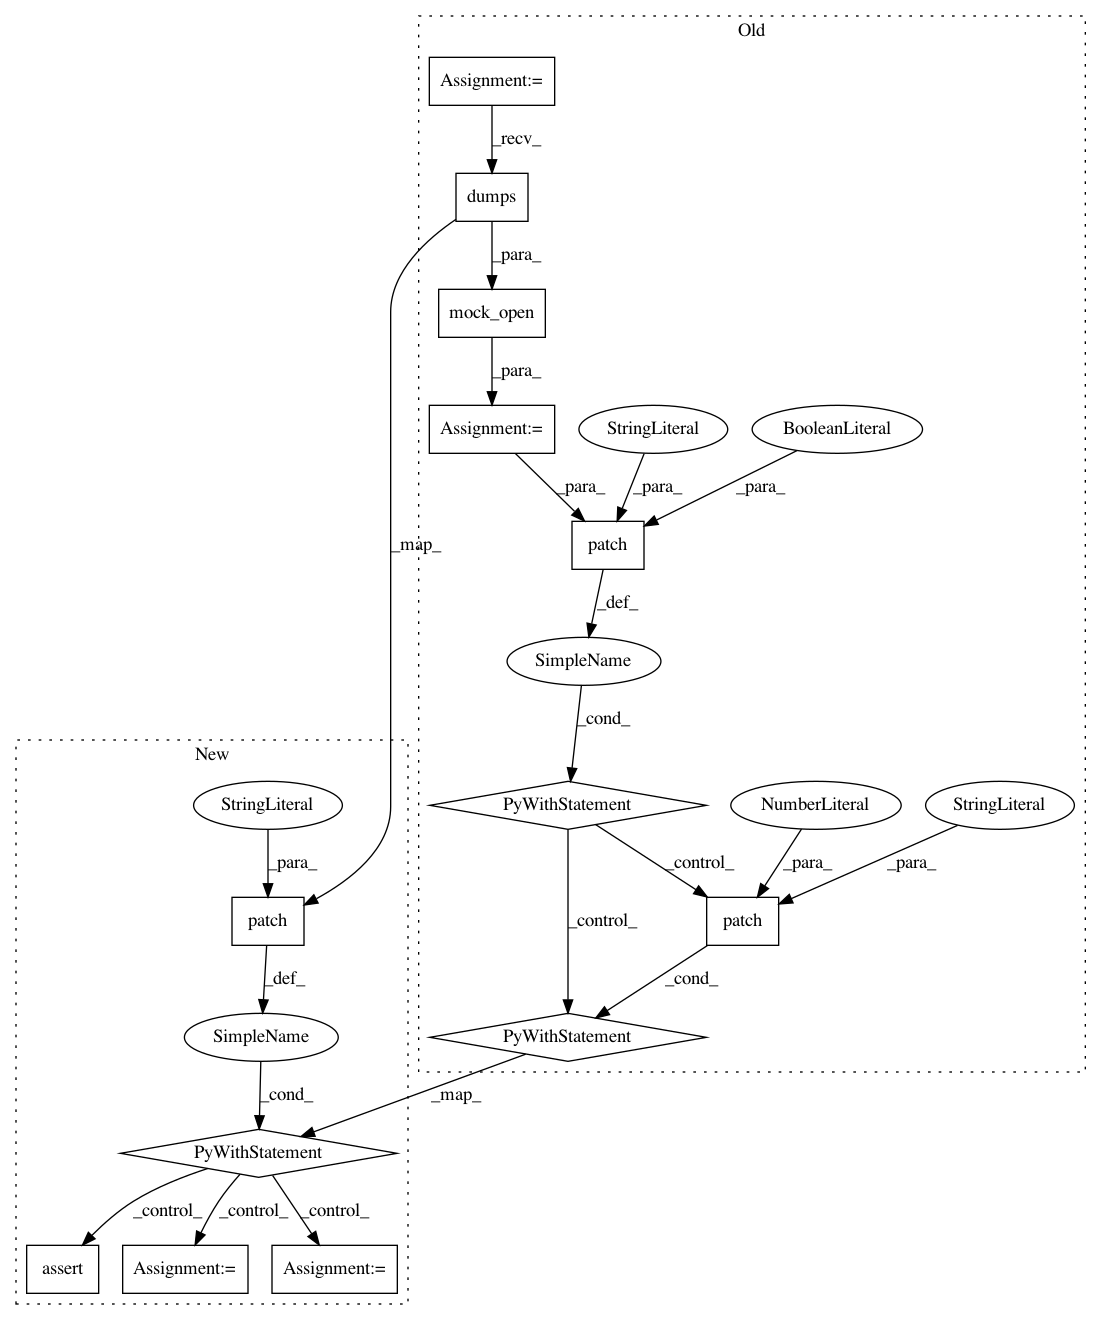 Old
Assignment:=
_recv_
dumps
_para_
mock_open
_para_
Assignment:=
StringLiteral
BooleanLiteral
_para_
_para_
_para_
patch
_map_
_def_
SimpleName
_cond_
New
StringLiteral
PyWithStatement
NumberLiteral
StringLiteral
_para_
_control_
_para_
_para_
patch
_control_
patch
_def_
_cond_
SimpleName
PyWithStatement
_cond_
_map_
PyWithStatement
_control_
_control_
_control_
assert
Assignment:=
Assignment:=